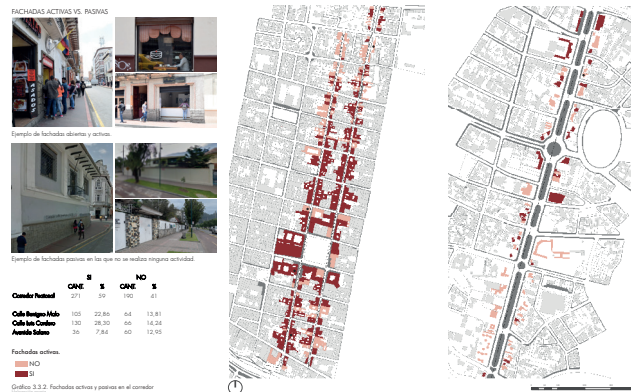 FACHADAS ACTIVAS VS. PASIVAS
ASADOS
Ejemplo de fachadas abiertas y activas.
Ejemplo de fachadas pasivas en las que no se realiza ninguna actividad.
SI NO
CANT. % CANT. %
Corredor Peatonal 271 59 190 41
Calle Benigno Malo 105 22,86 64 13,81
Calle Luis Cordero 130 28,30 66 14,24
Avenida Solano 36 7,84 60 12,95
Fachadas activas.
NO
SI
Gráfico 3.3.2. Fachadas activas y pasivas en el corredor